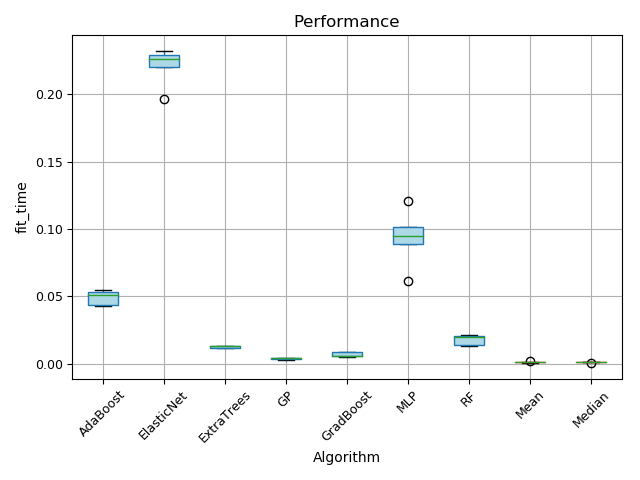 Performance
fit_time
0.20
0.15
0.10
0.05
0.00
AdaBoost
ElasticNet
ExtraTrees
GP
GradBoost
MLP
RF
Mean
Median
Algorithm